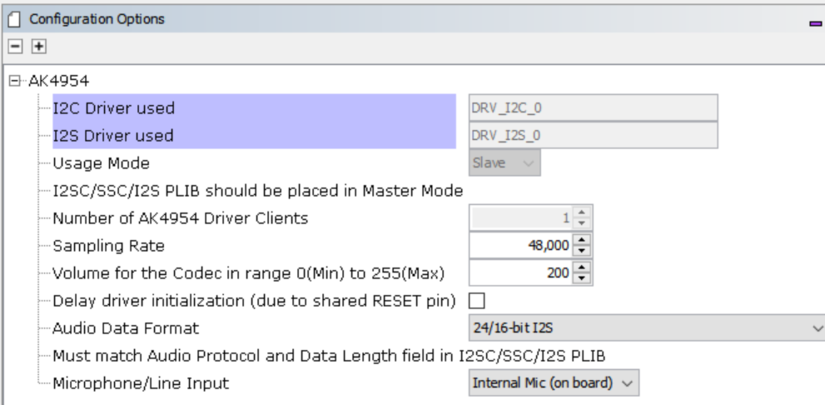 Configuration Options
AK4954
I2C Driver used DRV_I2C_0
I2S Driver used DRV_I2S_0
Usage Mode Slave
I2SC/SSC/I2S PLIB should be placed in Master Mode
Number of AK4954 Driver Clients 1
Sampling Rate 48,000
Volume for the Codec in range 0(Min) to 255(Max) 200
Delay driver initialization (due to shared RESET pin)
Audio Data Format 24/16-bit I2S
Must match Audio Protocol and Data Length field in I2SC/SSC/I2S PLIB
Microphone/Line Input Internal Mic (on board)